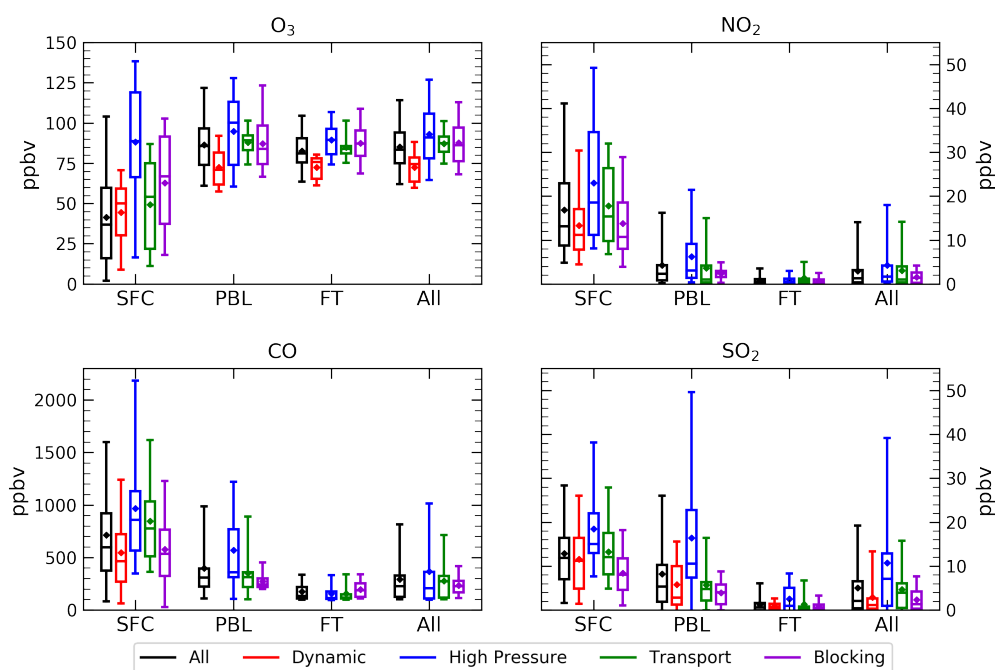 O₃
NO₂
150
125
100
75
50
25
0
ppbv
SFC PBL FT All
50
40
30
20
10
0
ppbv
SFC PBL FT All
CO
SO₂
2000
1500
1000
500
0
ppbv
SFC PBL FT All
50
40
30
20
10
0
ppbv
SFC PBL FT All
All Dynamic High Pressure Transport Blocking